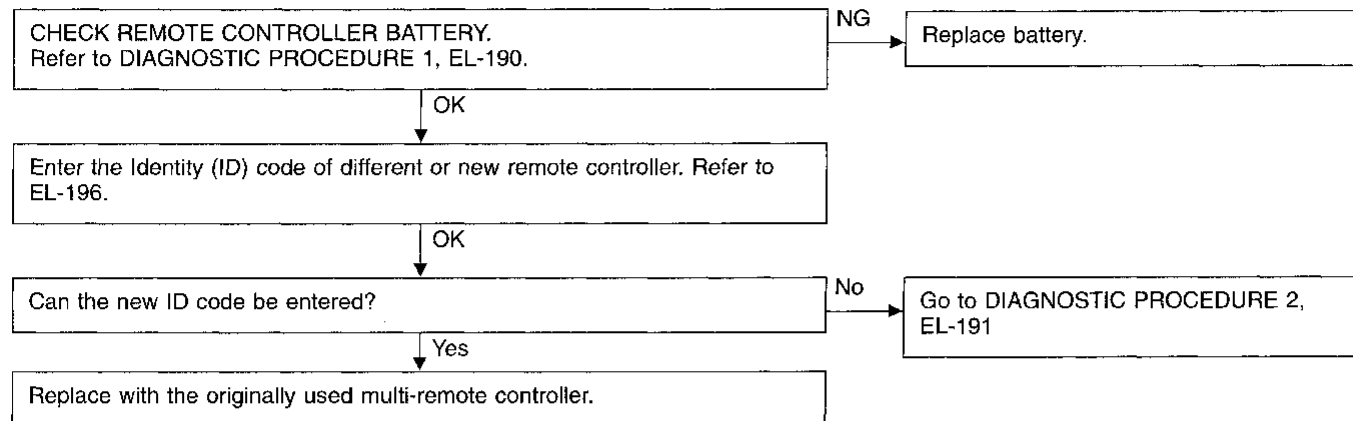 CHECK REMOTE CONTROLLER BATTERY.
Refer to DIAGNOSTIC PROCEDURE 1, EL-190.
NG
Replace battery.
OK
Enter the Identity (ID) code of different or new remote controller. Refer to
EL-196.
OK
Can the new ID code be entered?
No
Go to DIAGNOSTIC PROCEDURE 2,
EL-191
Yes
Replace with the originally used multi-remote controller.